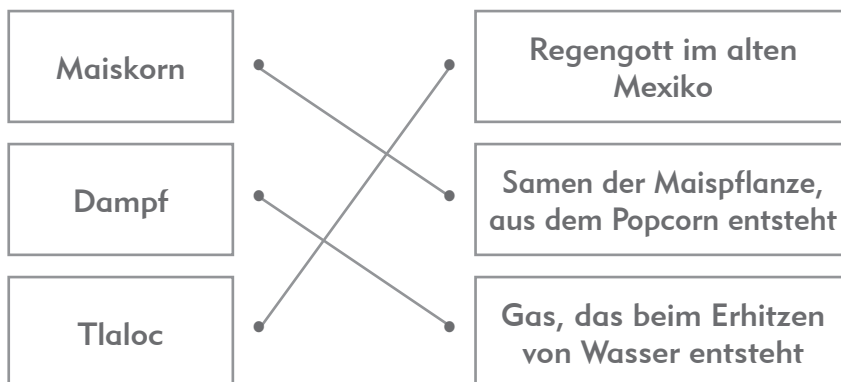 Maiskorn
Regengott im alten
Mexiko
Dampf
Samen der Maispflanze,
aus dem Popcorn entsteht
Tlaloc
Gas, das beim Erhitzen
von Wasser entsteht